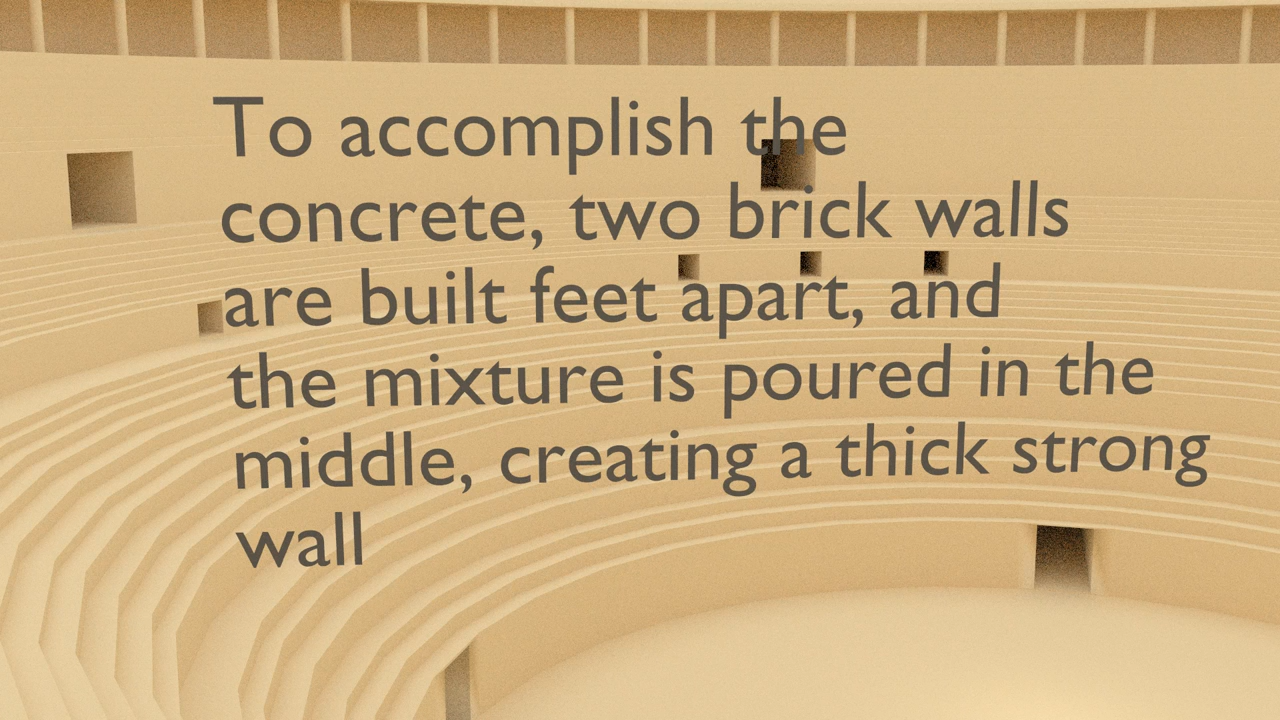 To accomplish the
concrete, two brick walls
are built feet apart, and
the mixture is poured in the
middle, creating a thick strong
wall